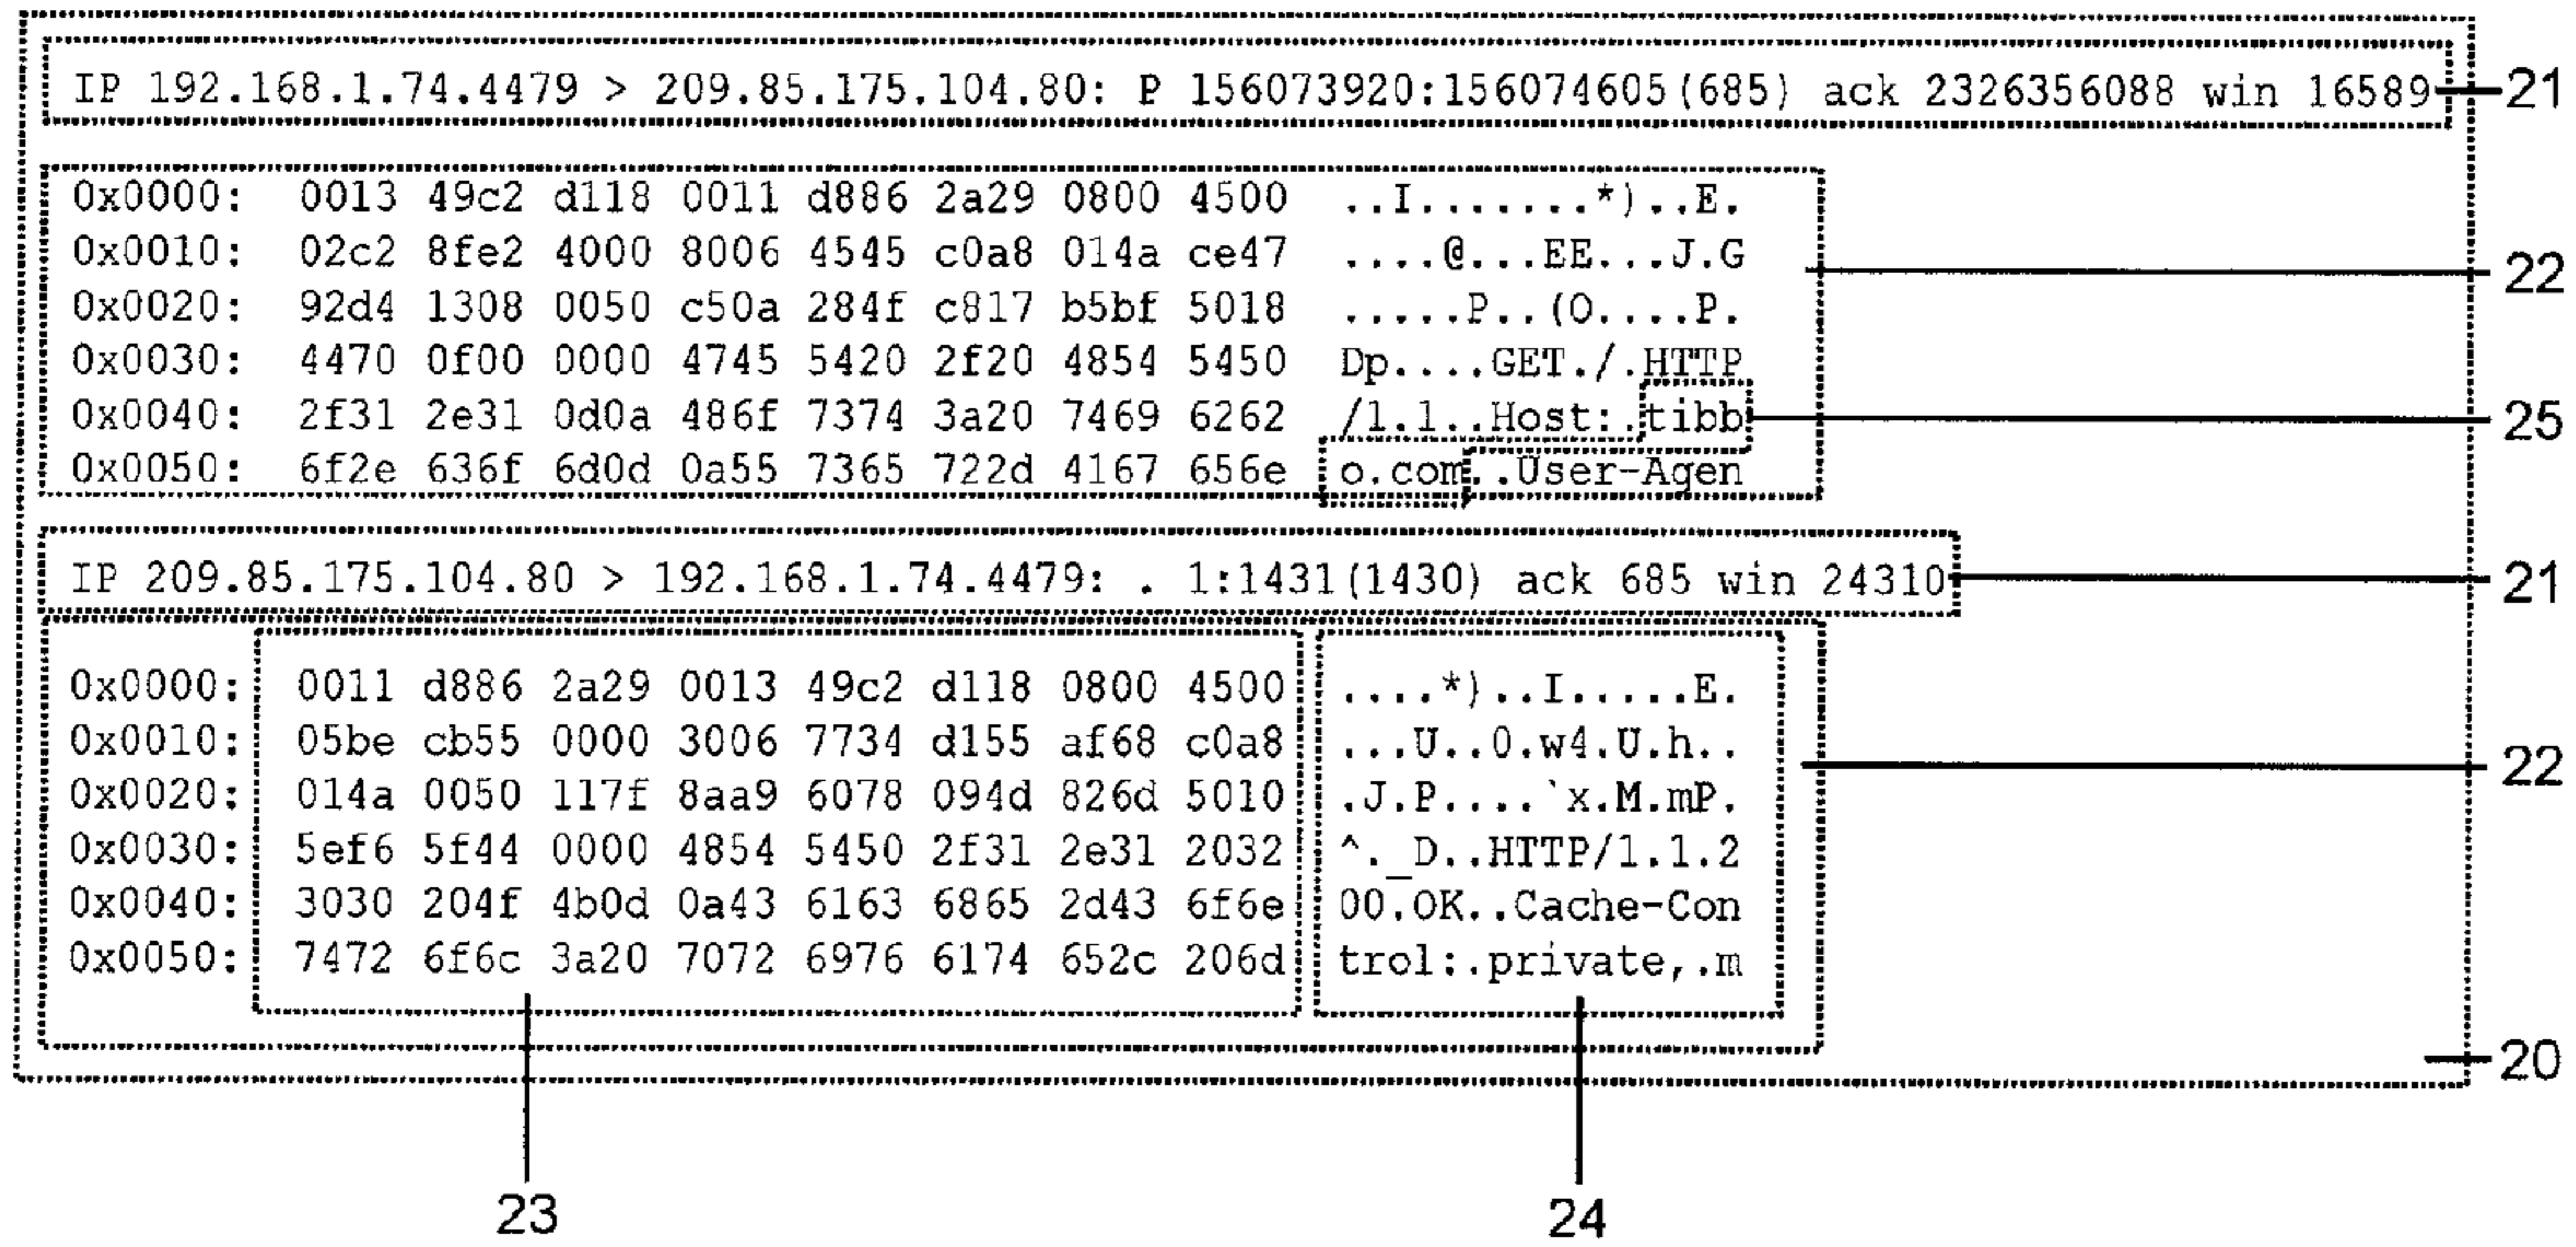 IP 192.168.1.74.4479 > 209.85.175.104.80: P 156073920:156074605(685) ack 2326356088 win 16589 21
0x0000: 0013 49c2 d118 0011 d886 2a29 0800 4500 ..I.......*)..E.
0x0010: 02c2 8fe2 4000 8006 4545 c0a8 014a ce47 ....@...EE...J.G
22
0x0020: 92d4 1308 0050 c50a 284f c817 b5bf 5018 .....P..(O....P.
0x0030: 4470 0f00 0000 4745 5420 2f20 4854 5450 Dp....GET./.HTTP
0x0040: 2f31 2e31 0d0a 486f 7374 3a20 7469 6262 /1.1..Host:.tibb 25
0x0050: 6f2e 636f 6d0d 0a55 7365 722d 4167 656e o.com..User-Agen
IP 209.85.175.104.80 > 192.168.1.74.4479: . 1:1431(1430) ack 685 win 24310 21
0x0000: 0011 d886 2a29 0013 49c2 d118 0800 4500 ....*)..I.....E.
0x0010: 05be cb55 0000 3006 7734 d155 af68 c0a8 ...U..0.w4.U.h..
22
0x0020: 014a 0050 117f 8aa9 6078 094d 826d 5010 .J.P....`x.M.mP.
0x0030: 5ef6 5f44 0000 4854 5450 2f31 2e31 2032 ^._D..HTTP/1.1.2
0x0040: 3030 204f 4b0d 0a43 6163 6865 2d43 6f6e 00.OK..Cache-Con
0x0050: 7472 6f6c 3a20 7072 6976 6174 652c 206d trol:.private,.m
20
23 24